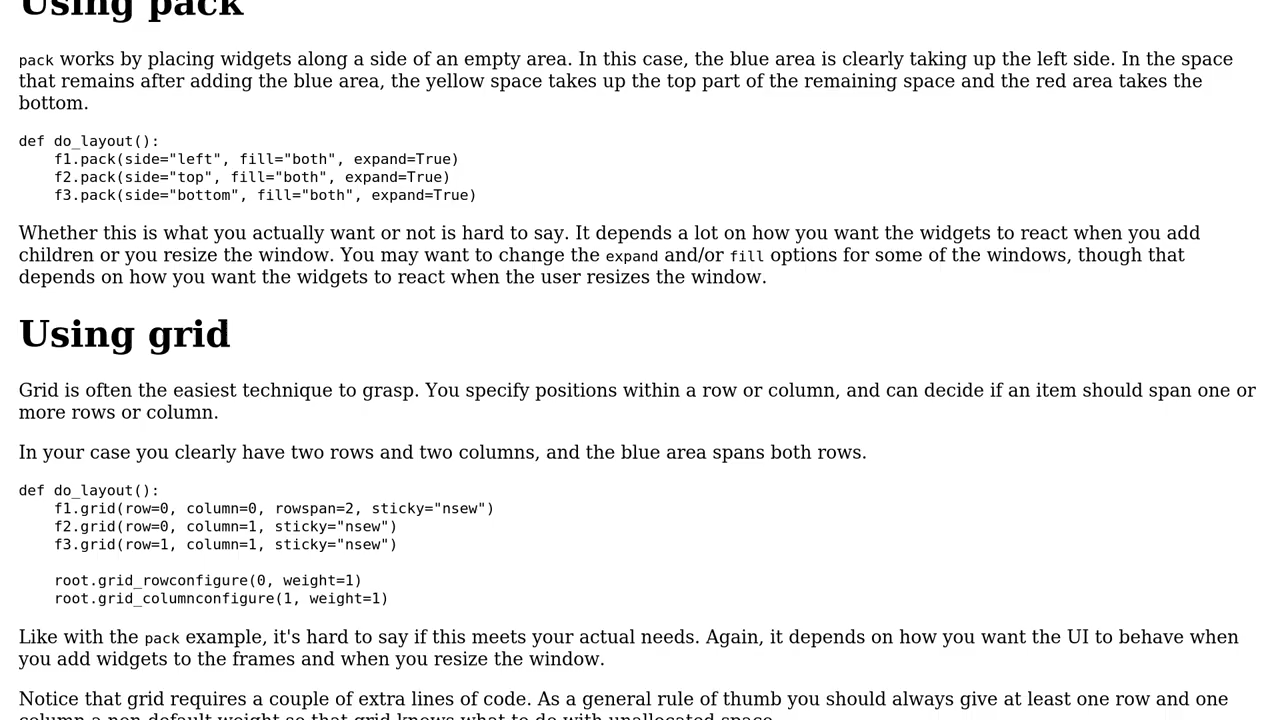 Using pack
pack works by placing widgets along a side of an empty area. In this case, the blue area is clearly taking up the left side. In the space
that remains after adding the blue area, the yellow space takes up the top part of the remaining space and the red area takes the
bottom.
def do_layout():
    f1.pack(side="left", fill="both", expand=True)
    f2.pack(side="top", fill="both", expand=True)
    f3.pack(side="bottom", fill="both", expand=True)
Whether this is what you actually want or not is hard to say. It depends a lot on how you want the widgets to react when you add
children or you resize the window. You may want to change the expand and/or fill options for some of the windows, though that
depends on how you want the widgets to react when the user resizes the window.
Using grid
Grid is often the easiest technique to grasp. You specify positions within a row or column, and can decide if an item should span one or
more rows or column.
In your case you clearly have two rows and two columns, and the blue area spans both rows.
def do_layout():
    f1.grid(row=0, column=0, rowspan=2, sticky="nsew")
    f2.grid(row=0, column=1, sticky="nsew")
    f3.grid(row=1, column=1, sticky="nsew")

    root.grid_rowconfigure(0, weight=1)
    root.grid_columnconfigure(1, weight=1)
Like with the pack example, it's hard to say if this meets your actual needs. Again, it depends on how you want the UI to behave when
you add widgets to the frames and when you resize the window.
Notice that grid requires a couple of extra lines of code. As a general rule of thumb you should always give at least one row and one
column a non-default weight so that grid knows what to do with unallocated space.